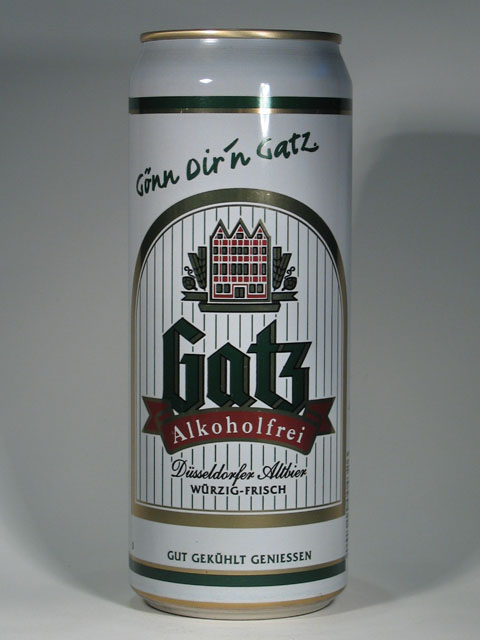 Gönn Dir'n Gatz
Gatz
Alkoholfrei
Düsseldorfer Altbier
WÜRZIG-FRISCH
GUT GEKÜHLT GENIESSEN